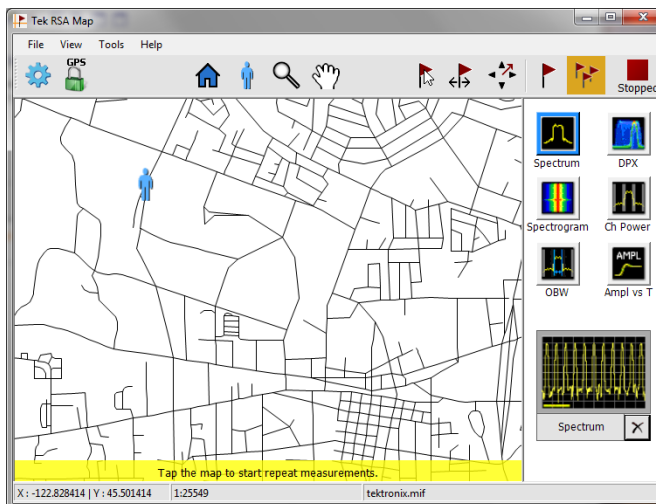 Tek RSA Map
File View Tools Help
GPS
Stopped
Spectrum DPX
Spectrogram Ch Power
AMPL
OBW Ampl vs T
Spectrum
Tap the map to start repeat measurements.
X : -122.828414 | Y : 45.501414 1:25549 tektronix.mif